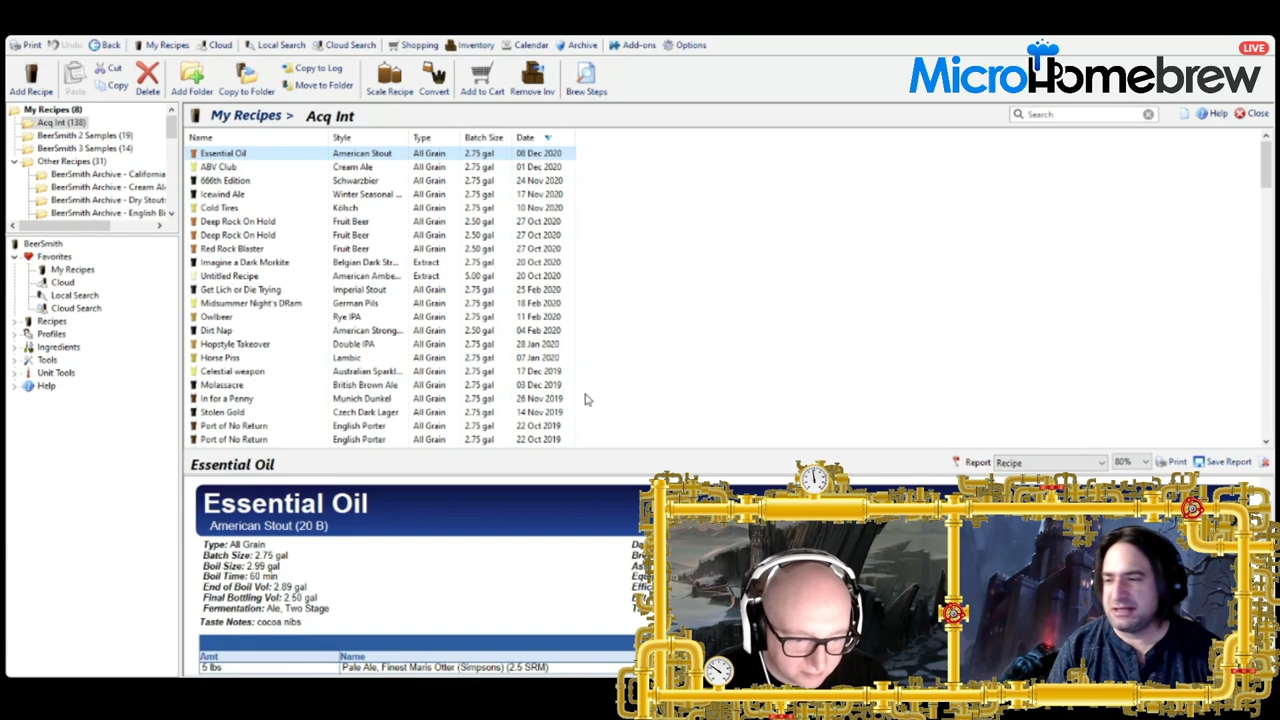 Print Undo Back My Recipes Cloud Local Search Cloud Search Shopping Inventory Calendar Archive Add-ons Options
LIVE
MicroHomebrew
Add Recipe Paste Cut Copy Delete Add Folder Copy to Folder Copy to Log Move to Folder Scale Recipe Convert Add to Cart Remove Inv Brew Steps
My Recipes (8)
Acq Int (138)
BeerSmith 2 Samples (19)
BeerSmith 3 Samples (14)
Other Recipes (31)
BeerSmith Archive - California
BeerSmith Archive - Cream Al
BeerSmith Archive - Dry Stout
BeerSmith Archive - English Bi
BeerSmith
Favorites
My Recipes
Cloud
Local Search
Cloud Search
Recipes
Profiles
Ingredients
Tools
Unit Tools
Help
My Recipes > Acq Int
Search
Help Close
Name Style Type Batch Size Date
Essential Oil American Stout All Grain 2.75 gal 08 Dec 2020
ABV Club Cream Ale All Grain 2.75 gal 01 Dec 2020
666th Edition Schwarzbier All Grain 2.75 gal 24 Nov 2020
Icewind Ale Winter Seasonal ... All Grain 2.75 gal 17 Nov 2020
Cold Tires Kölsch All Grain 2.75 gal 10 Nov 2020
Deep Rock On Hold Fruit Beer All Grain 2.50 gal 27 Oct 2020
Deep Rock On Hold Fruit Beer All Grain 2.50 gal 27 Oct 2020
Red Rock Blaster Fruit Beer All Grain 2.50 gal 27 Oct 2020
Imagine a Dark Morkite Belgian Dark Str... Extract 2.75 gal 20 Oct 2020
Untitled Recipe American Ambe... Extract 5.00 gal 20 Oct 2020
Get Lich or Die Trying Imperial Stout All Grain 2.75 gal 25 Feb 2020
Midsummer Night's DRam German Pils All Grain 2.75 gal 18 Feb 2020
Owlbeer Rye IPA All Grain 2.75 gal 11 Feb 2020
Dirt Nap American Strong... All Grain 2.50 gal 04 Feb 2020
Hopstyle Takeover Double IPA All Grain 2.75 gal 28 Jan 2020
Horse Piss Lambic All Grain 2.75 gal 07 Jan 2020
Celestial weapon Australian Sparkl... All Grain 2.75 gal 17 Dec 2019
Molassacre British Brown Ale All Grain 2.75 gal 03 Dec 2019
In for a Penny Munich Dunkel All Grain 2.75 gal 26 Nov 2019
Stolen Gold Czech Dark Lager All Grain 2.75 gal 14 Nov 2019
Port of No Return English Porter All Grain 2.75 gal 22 Oct 2019
Port of No Return English Porter All Grain 2.75 gal 22 Oct 2019
Essential Oil
Report Recipe 80% Print Save Report
Essential Oil
American Stout (20 B)
Type: All Grain
Batch Size: 2.75 gal
Boil Size: 2.99 gal
Boil Time: 60 min
End of Boil Vol: 2.89 gal
Final Bottling Vol: 2.50 gal
Fermentation: Ale, Two Stage
Taste Notes: cocoa nibs
Amt Name
5 lbs Pale Ale, Finest Maris Otter (Simpsons) (2.5 SRM)